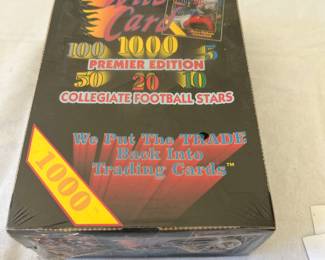 Wild
Card
100 1000 5
PREMIER EDITION
50 20 10
COLLEGIATE FOOTBALL STARS
We Put The TRADE
Back Into
Trading Cards™
1000